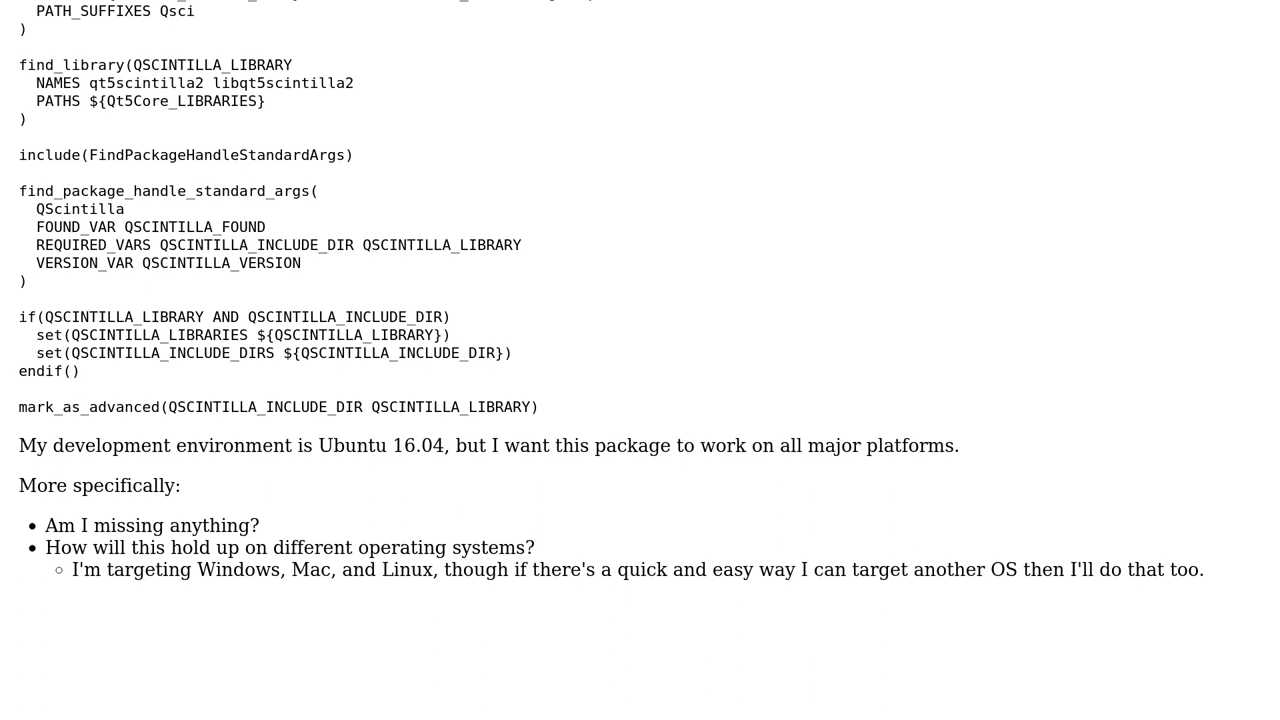 PATH_SUFFIXES Qsci
)
find_library(QSCINTILLA_LIBRARY
NAMES qt5scintilla2 libqt5scintilla2
PATHS ${Qt5Core_LIBRARIES}
)
include(FindPackageHandleStandardArgs)
find_package_handle_standard_args(
QScintilla
FOUND_VAR QSCINTILLA_FOUND
REQUIRED_VARS QSCINTILLA_INCLUDE_DIR QSCINTILLA_LIBRARY
VERSION_VAR QSCINTILLA_VERSION
)
if(QSCINTILLA_LIBRARY AND QSCINTILLA_INCLUDE_DIR)
set(QSCINTILLA_LIBRARIES ${QSCINTILLA_LIBRARY})
set(QSCINTILLA_INCLUDE_DIRS ${QSCINTILLA_INCLUDE_DIR})
endif()
mark_as_advanced(QSCINTILLA_INCLUDE_DIR QSCINTILLA_LIBRARY)
My development environment is Ubuntu 16.04, but I want this package to work on all major platforms.
More specifically:
• Am I missing anything?
• How will this hold up on different operating systems?
◦ I'm targeting Windows, Mac, and Linux, though if there's a quick and easy way I can target another OS then I'll do that too.